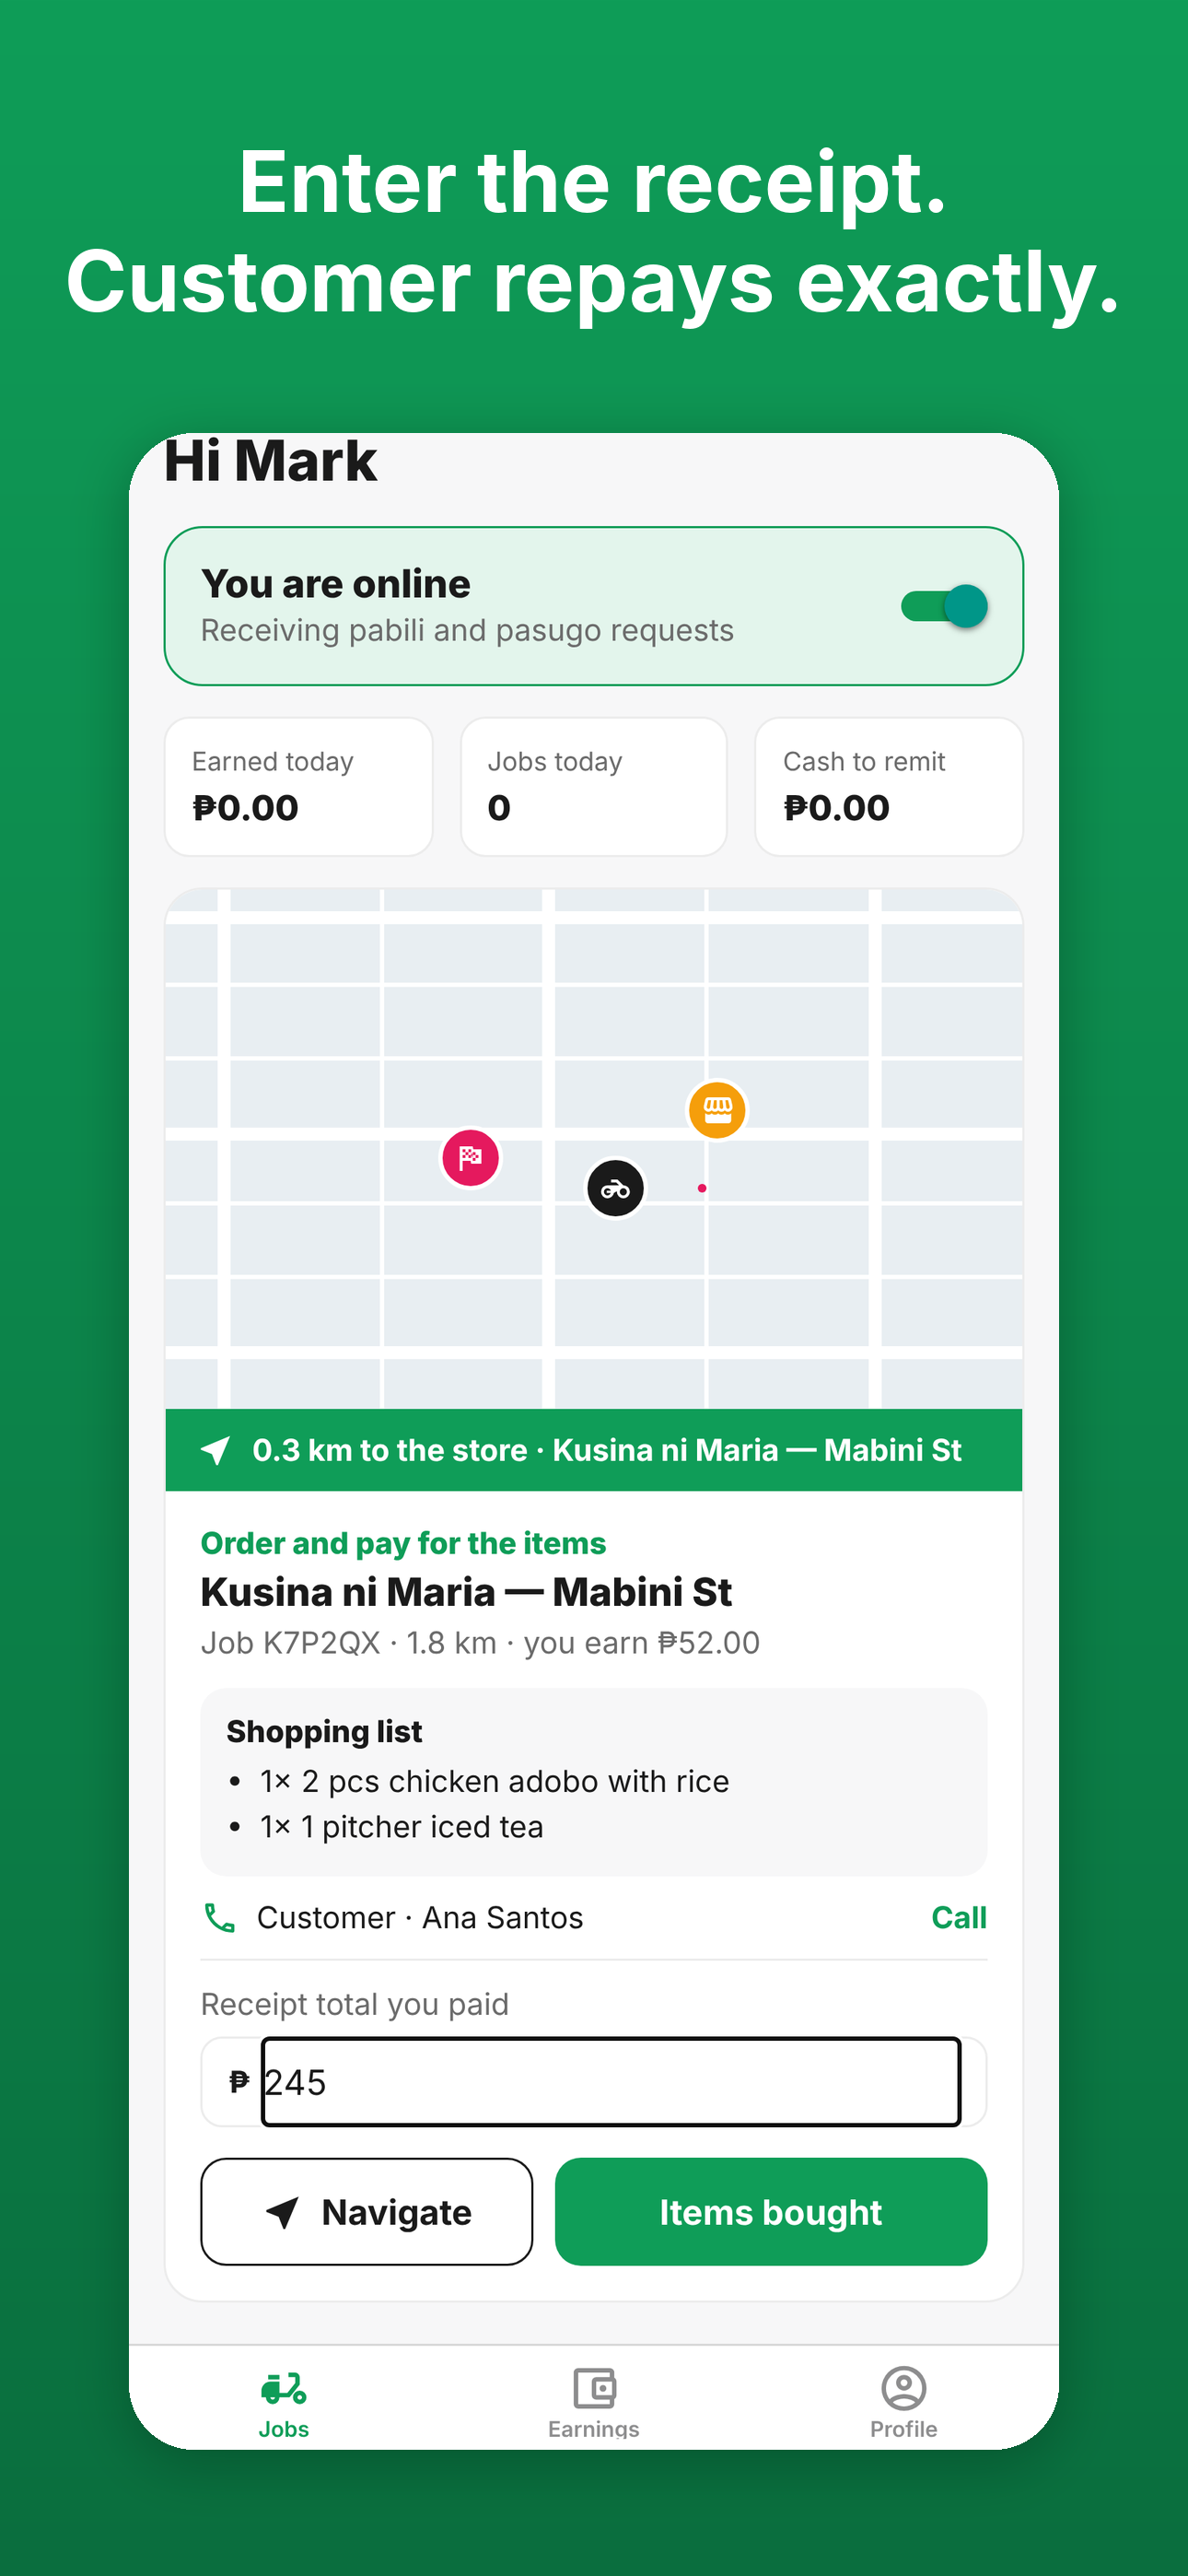 Enter the receipt.
Customer repays exactly.
Hi Mark
You are online
Receiving pabili and pasugo requests
Earned today
₱0.00
Jobs today
0
Cash to remit
₱0.00
0.3 km to the store · Kusina ni Maria — Mabini St
Order and pay for the items
Kusina ni Maria — Mabini St
Job K7P2QX · 1.8 km · you earn ₱52.00
Shopping list
• 1× 2 pcs chicken adobo with rice
• 1× 1 pitcher iced tea
Customer · Ana Santos
Call
Receipt total you paid
₱ 245
Navigate
Items bought
Jobs
Earnings
Profile